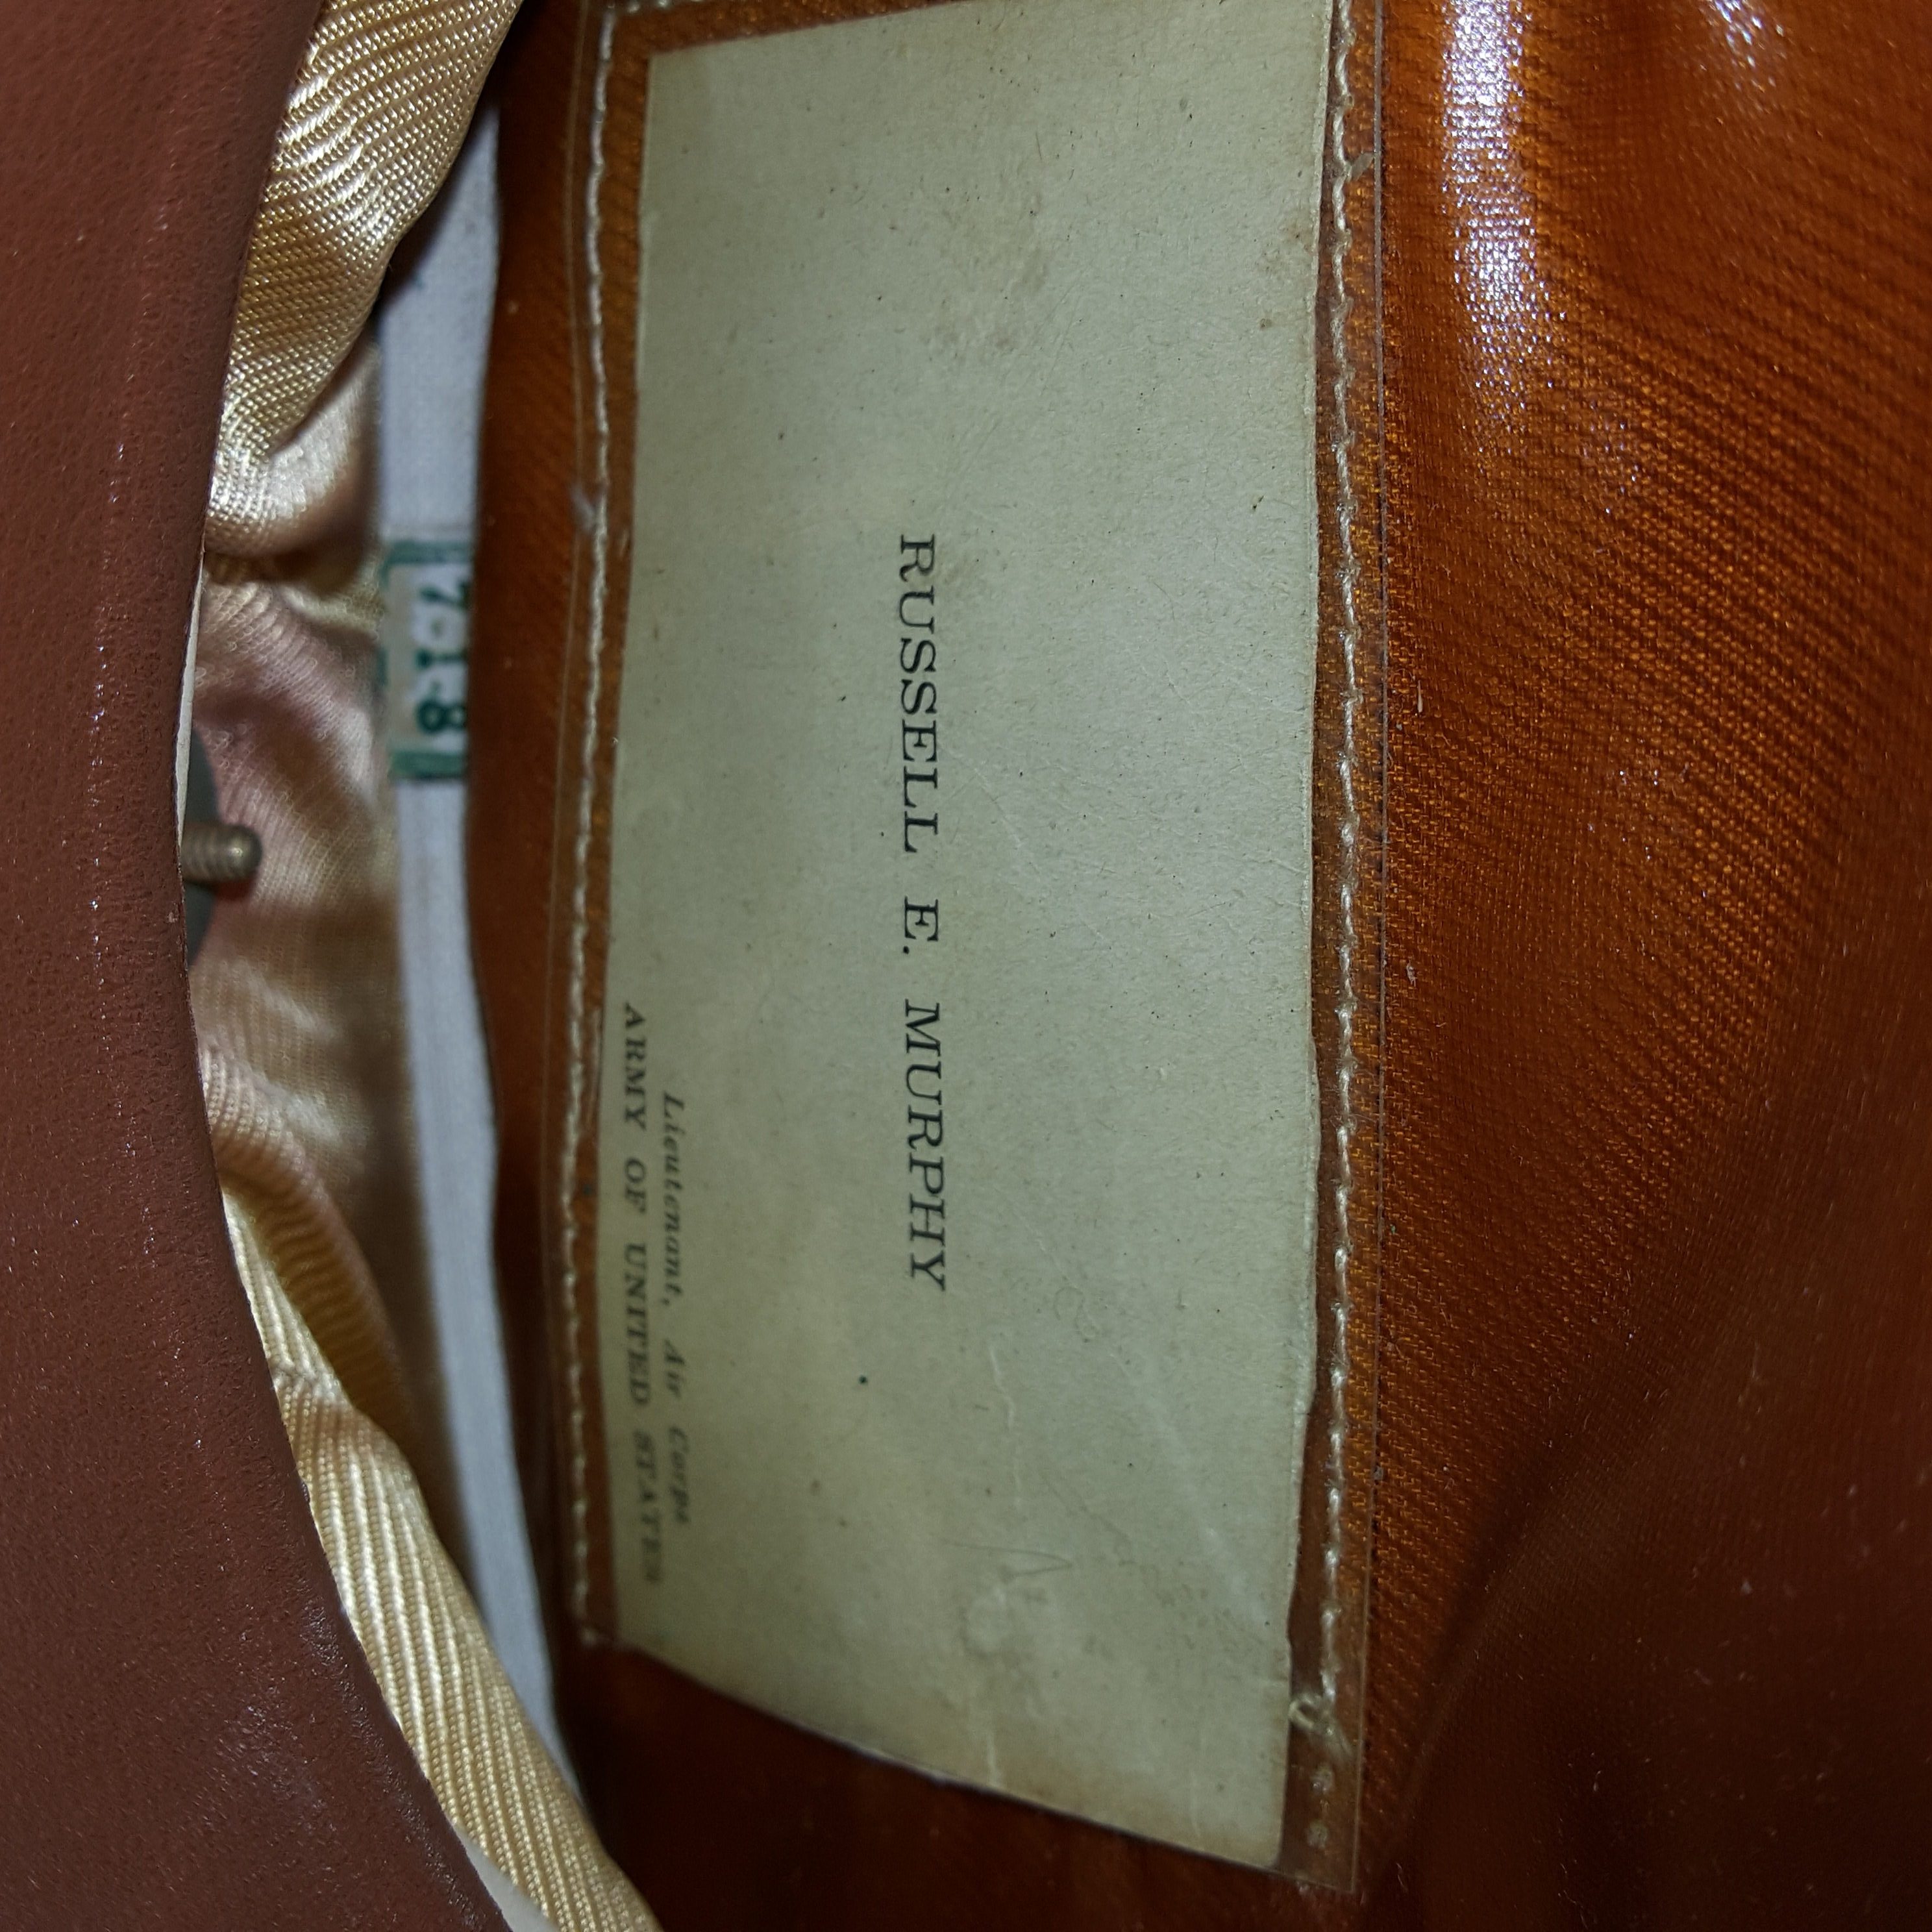 RUSSELL E. MURPHY
Lieutenant, Air Corps
ARMY OF UNITED STATES
7-1-8